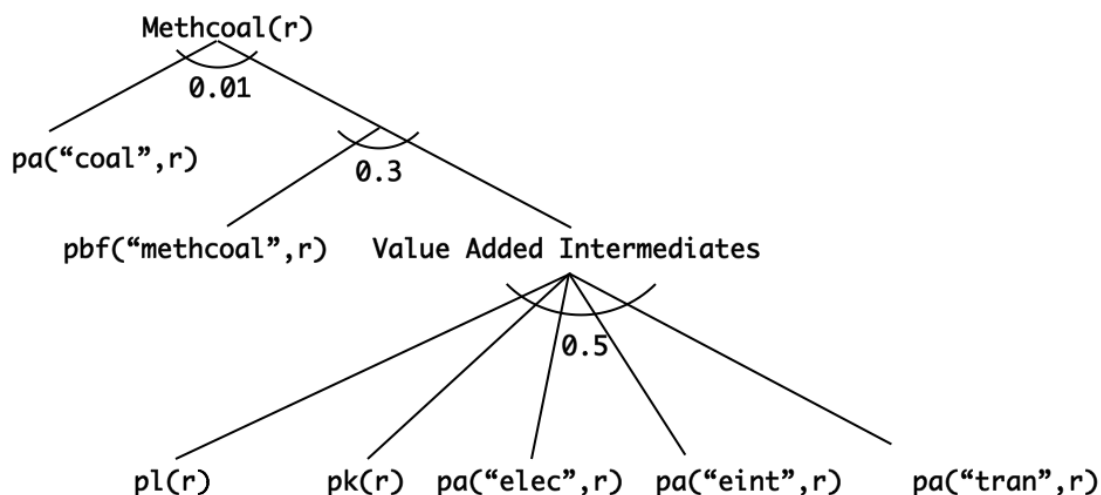 Methcoal(r)
0.01
pa(“coal”,r)
0.3
pbf(“methcoal”,r) Value Added Intermediates
0.5
pl(r) pk(r) pa(“elec”,r) pa(“eint”,r) pa(“tran”,r)